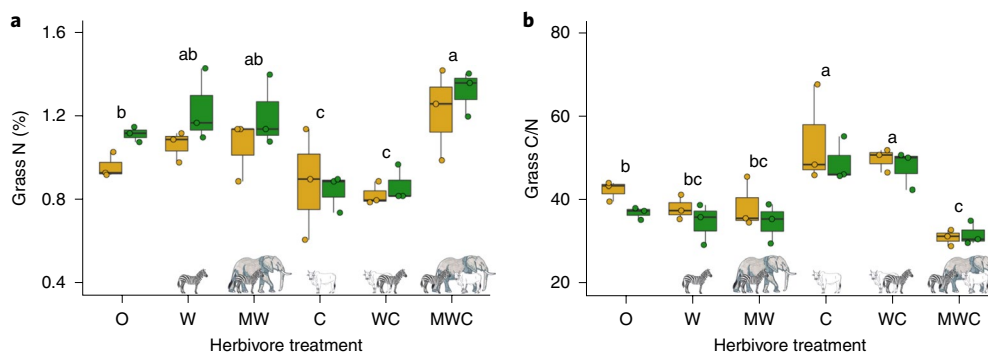 a
1.6
1.2
0.8
0.4
Grass N (%)
b
ab
ab
c
c
a
O W MW C WC MWC
Herbivore treatment
b
80
60
40
20
Grass C/N
b
bc
bc
a
a
c
O W MW C WC MWC
Herbivore treatment